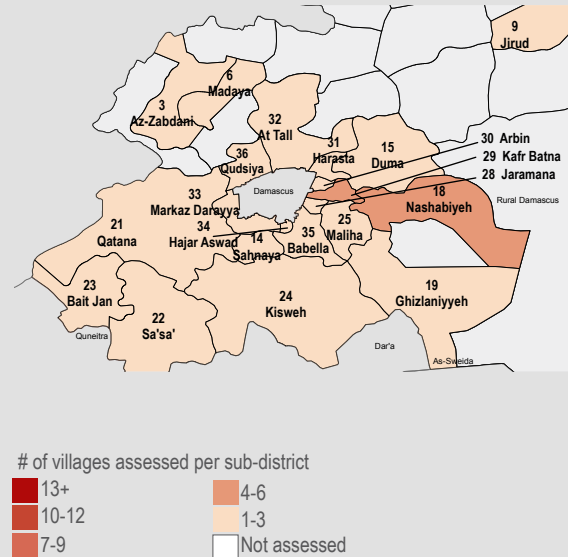 9
Jirud
6
Madaya
3
Az-Zabdani
32
At Tall
31
Harasta
15
Duma
30 Arbin
29 Kafr Batna
28 Jaramana
36
Qudsiya
Damascus
18
Nashabiyeh
Rural Damascus
33
Markaz Darayya
34
Hajar Aswad
21
Qatana
14
Sahnaya
35
Babella
25
Maliha
23
Bait Jan
22
Sa'sa'
24
Kisweh
19
Ghizlaniyyeh
Quneitra
Dar'a
As-Sweida
# of villages assessed per sub-district
13+
10-12
7-9
4-6
1-3
Not assessed